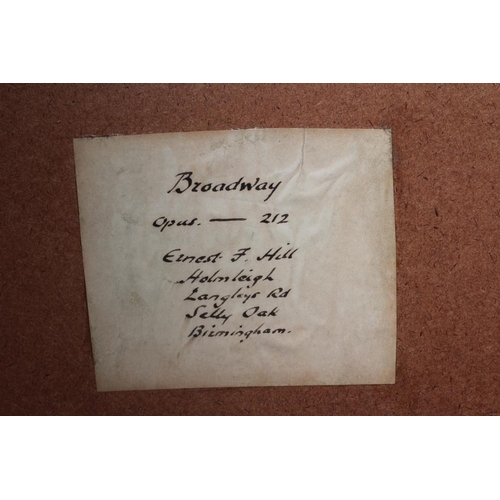 Broadway
Opus. — 212
Ernest F. Hill
Holmleigh
Langleys Rd
Selly Oak
Birmingham.